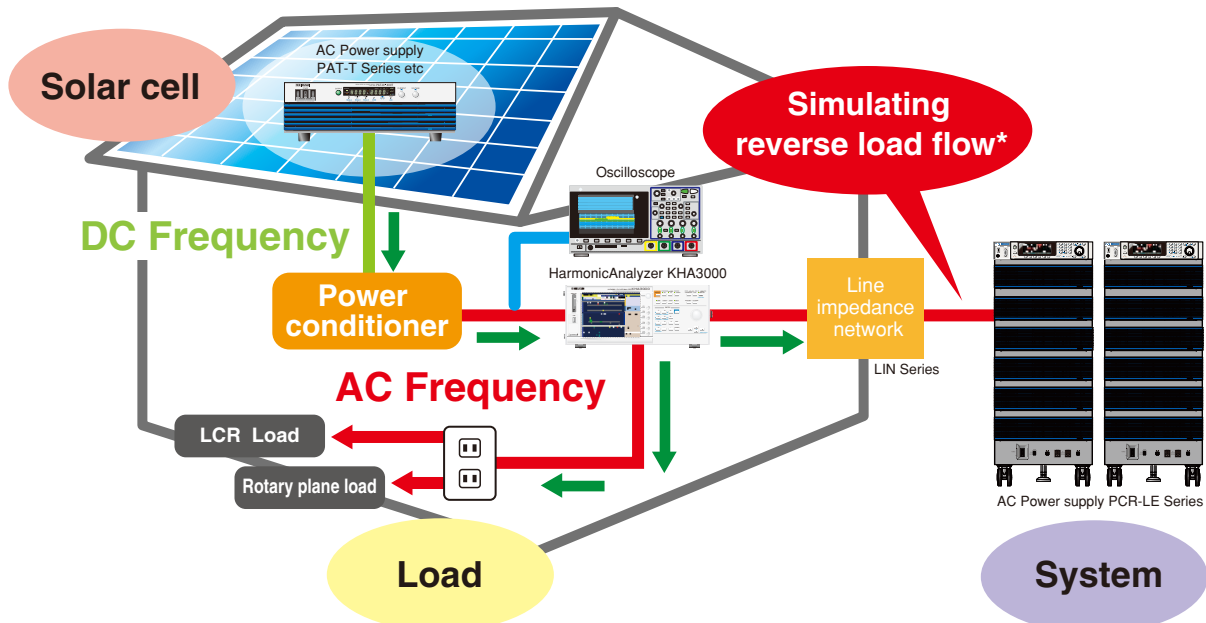 AC Power supply
PAT-T Series etc
Solar cell
Simulating
reverse load flow*
Oscilloscope
DC Frequency
HarmonicAnalyzer KHA3000
Power
conditioner
Line
impedance
network
LIN Series
AC Frequency
LCR Load
Rotary plane load
AC Power supply PCR-LE Series
Load
System